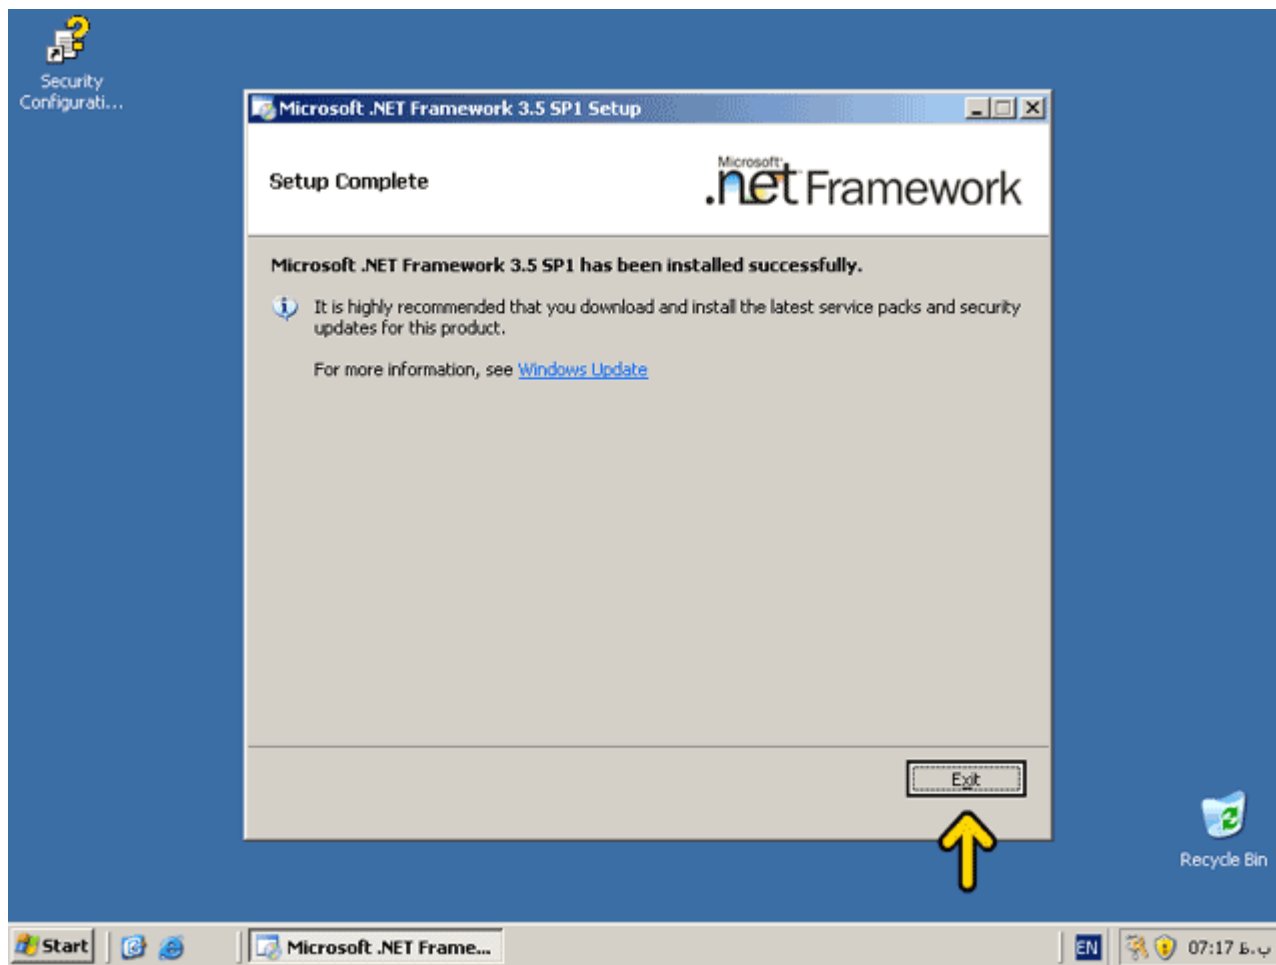 Security
Configurati...
Microsoft .NET Framework 3.5 SP1 Setup
Setup Complete
Microsoft
.net Framework
Microsoft .NET Framework 3.5 SP1 has been installed successfully.
It is highly recommended that you download and install the latest service packs and security
updates for this product.
For more information, see Windows Update
Exit
Recycle Bin
Start
Microsoft .NET Frame...
EN
07:17 ب.ظ